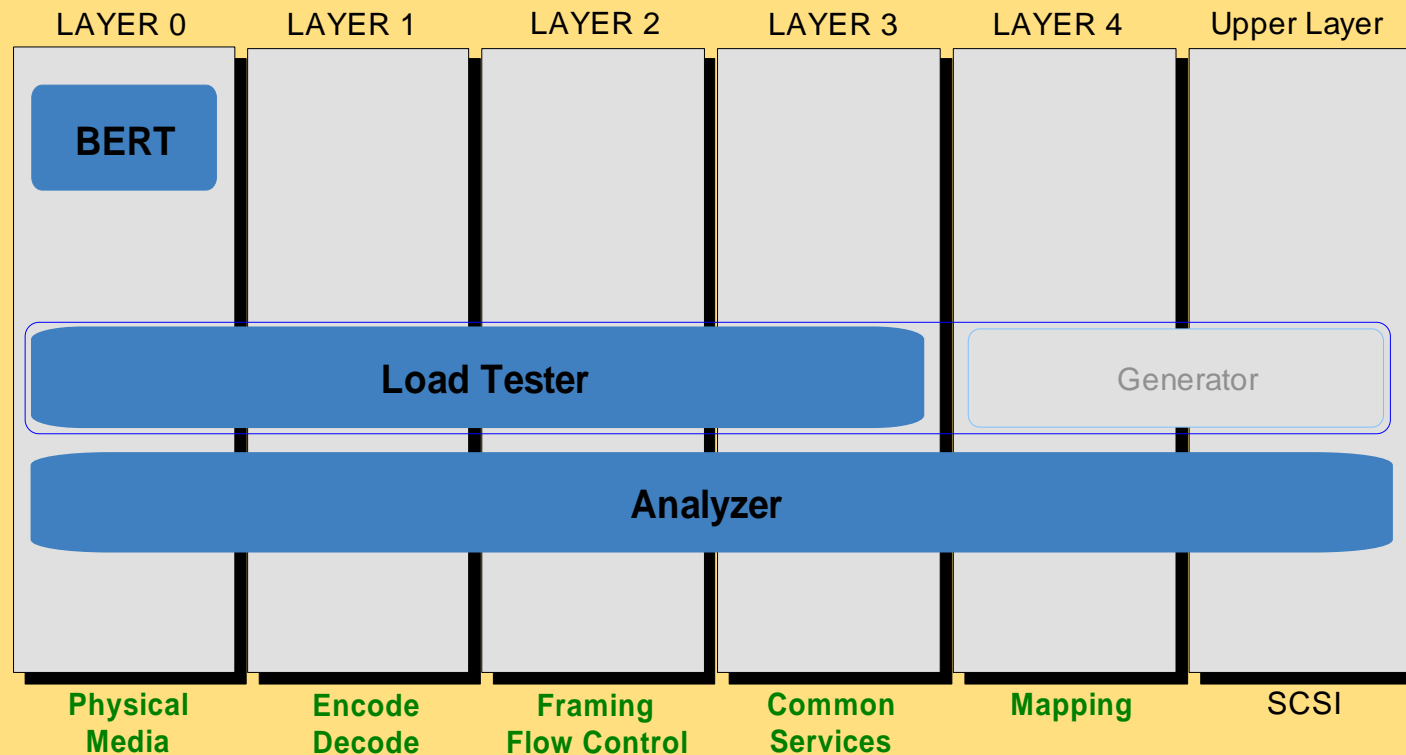 LAYER 0 LAYER 1 LAYER 2 LAYER 3 LAYER 4 Upper Layer
BERT
Load Tester Generator
Analyzer
Physical Encode Framing Common Mapping SCSI
Media Decode Flow Control Services